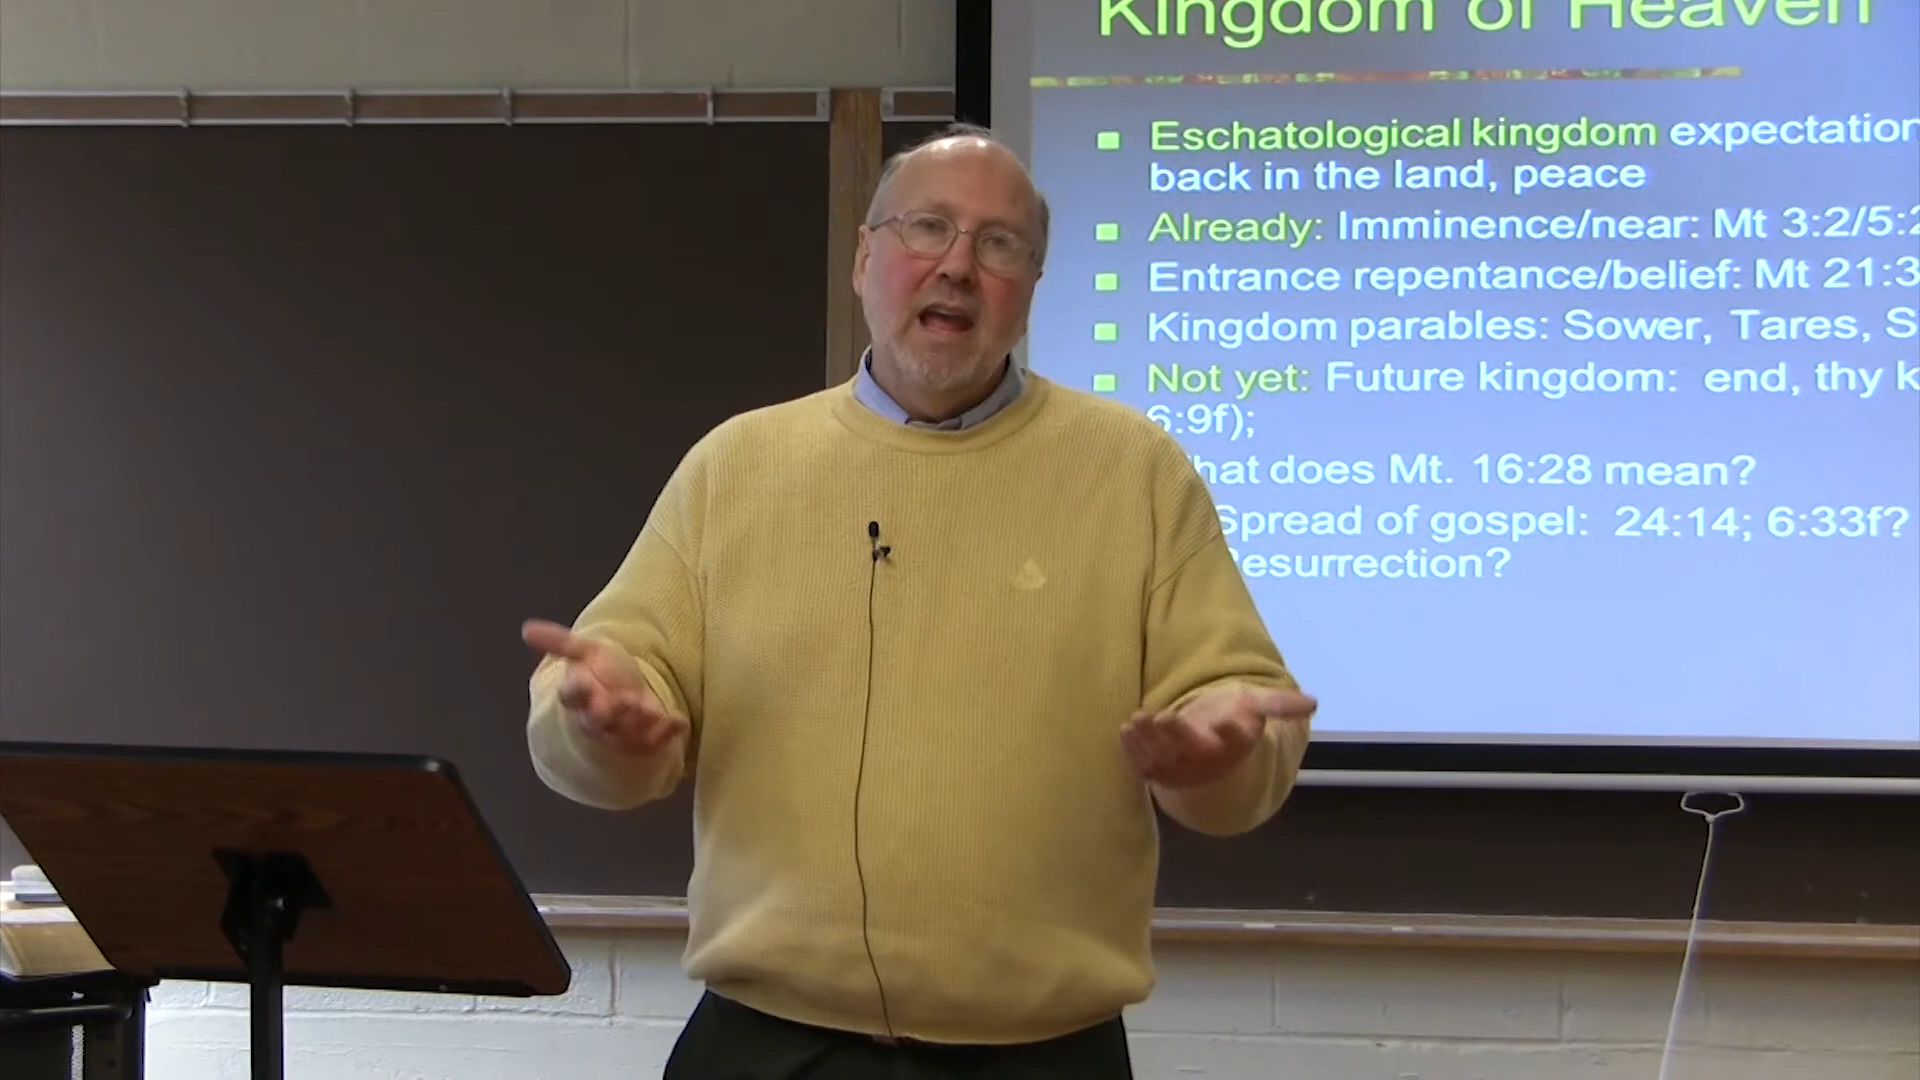 Kingdom of Heaven
Eschatological kingdom expectation
back in the land, peace
Already: Imminence/near: Mt 3:2/5:2
Entrance repentance/belief: Mt 21:3
Kingdom parables: Sower, Tares, S
Not yet: Future kingdom: end, thy k
6:9f);
hat does Mt. 16:28 mean?
Spread of gospel: 24:14; 6:33f?
esurrection?